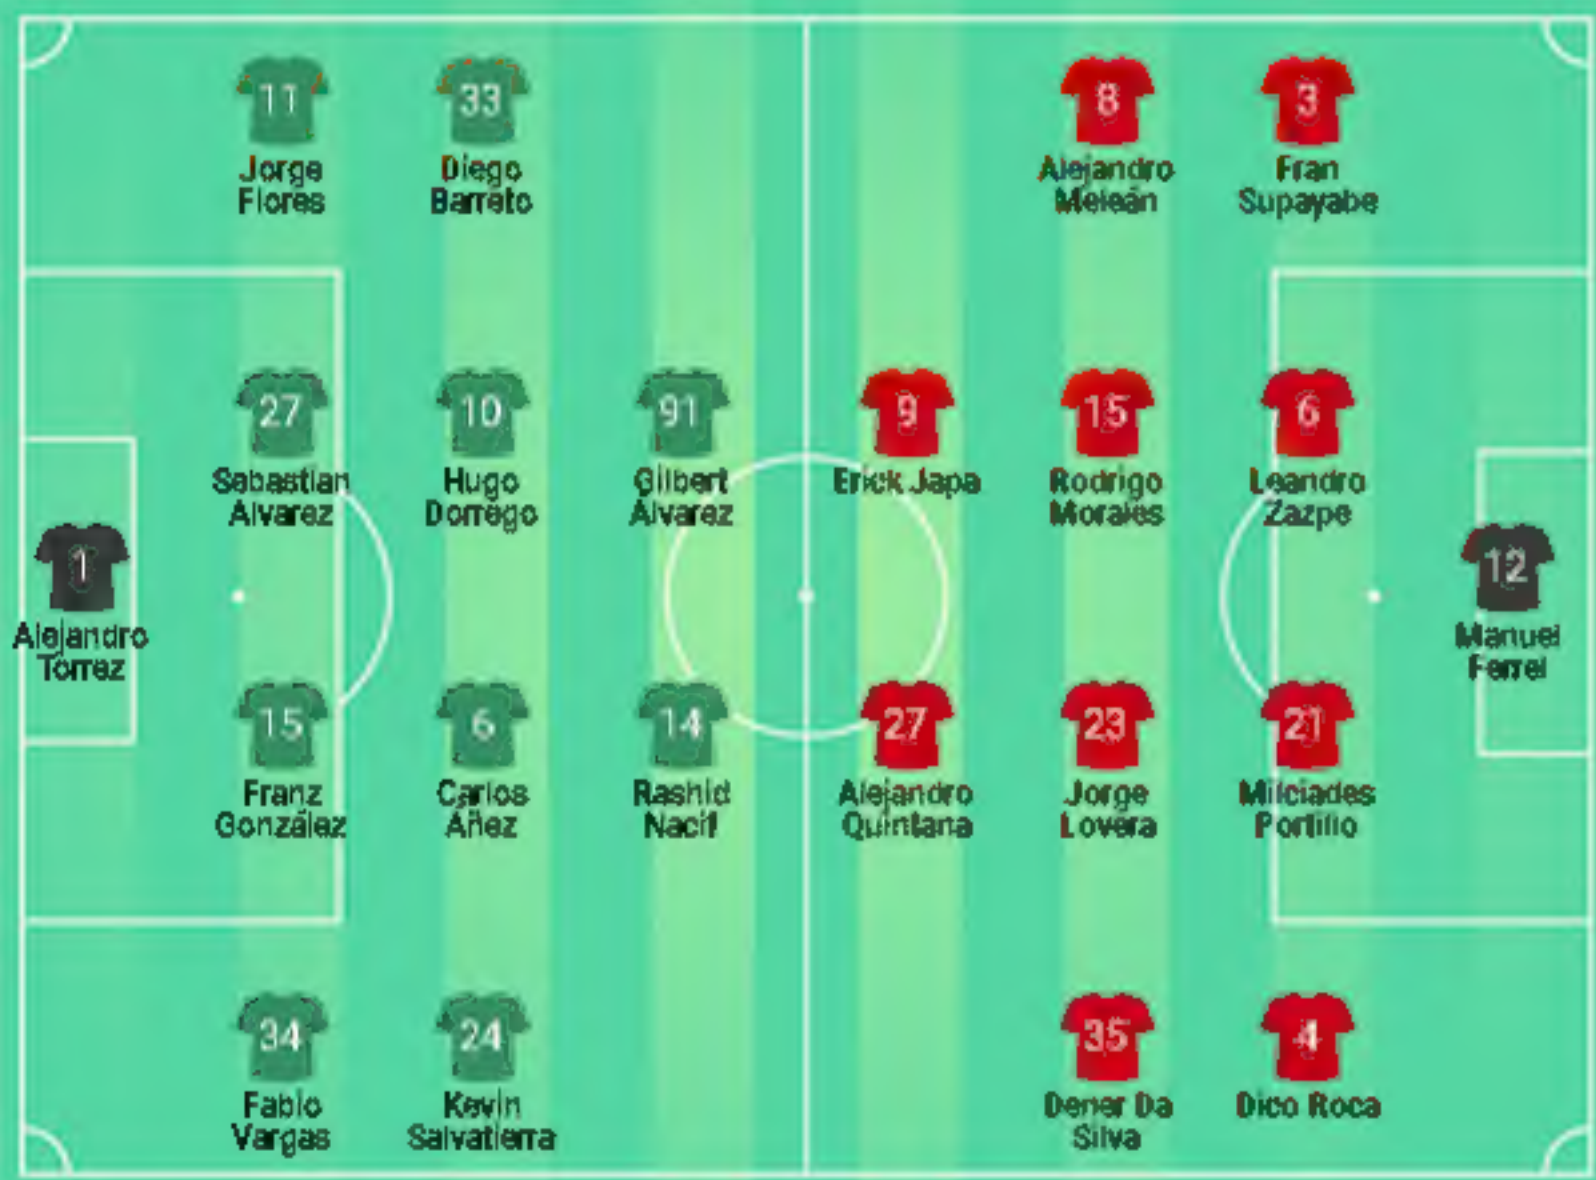 11
Jorge
Flores
33
Diego
Barreto
8
Alejandro
Meleán
3
Fran
Supayabe
27
Sebastian
Álvarez
10
Hugo
Dorrego
91
Gilbert
Álvarez
9
Erick Japa
15
Rodrigo
Morales
6
Leandro
Zazpe
1
Alejandro
Torrez
12
Manuel
Ferrel
15
Franz
González
6
Carlos
Áñez
14
Rashid
Nacif
27
Alejandro
Quintana
23
Jorge
Lovera
21
Milciades
Portillo
34
Fabio
Vargas
24
Kevin
Salvatierra
35
Dener Da
Silva
4
Dico Roca